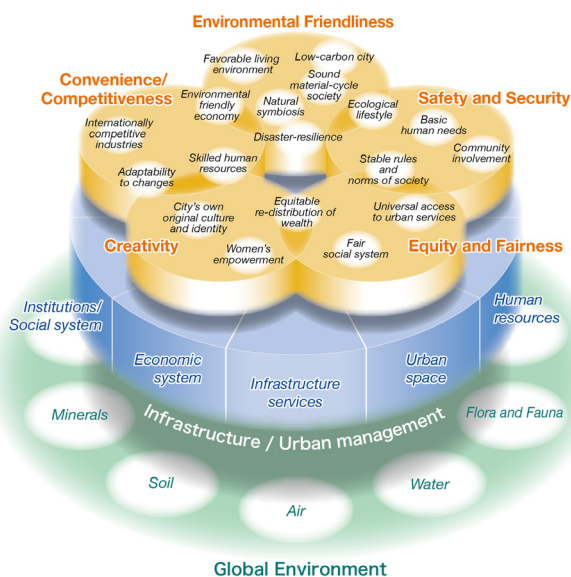 Environmental Friendliness
Favorable living
environment
Low-carbon city
Sound
material-cycle
society
Environmental
friendly
economy
Natural
symbiosis
Ecological
lifestyle
Disaster-resilience
Convenience/
Competitiveness
Internationally
competitive
industries
Adaptability
to changes
Skilled human
resources
Safety and Security
Basic
human needs
Community
involvement
Stable rules
and
norms of society
City's own
original culture
and identity
Equitable
re-distribution of
wealth
Universal access
to urban services
Creativity
Women's
empowerment
Fair
social system
Equity and Fairness
Institutions/
Social system
Economic
system
Infrastructure
services
Urban
space
Human
resources
Infrastructure / Urban management
Minerals
Soil
Air
Water
Flora and Fauna
Global Environment